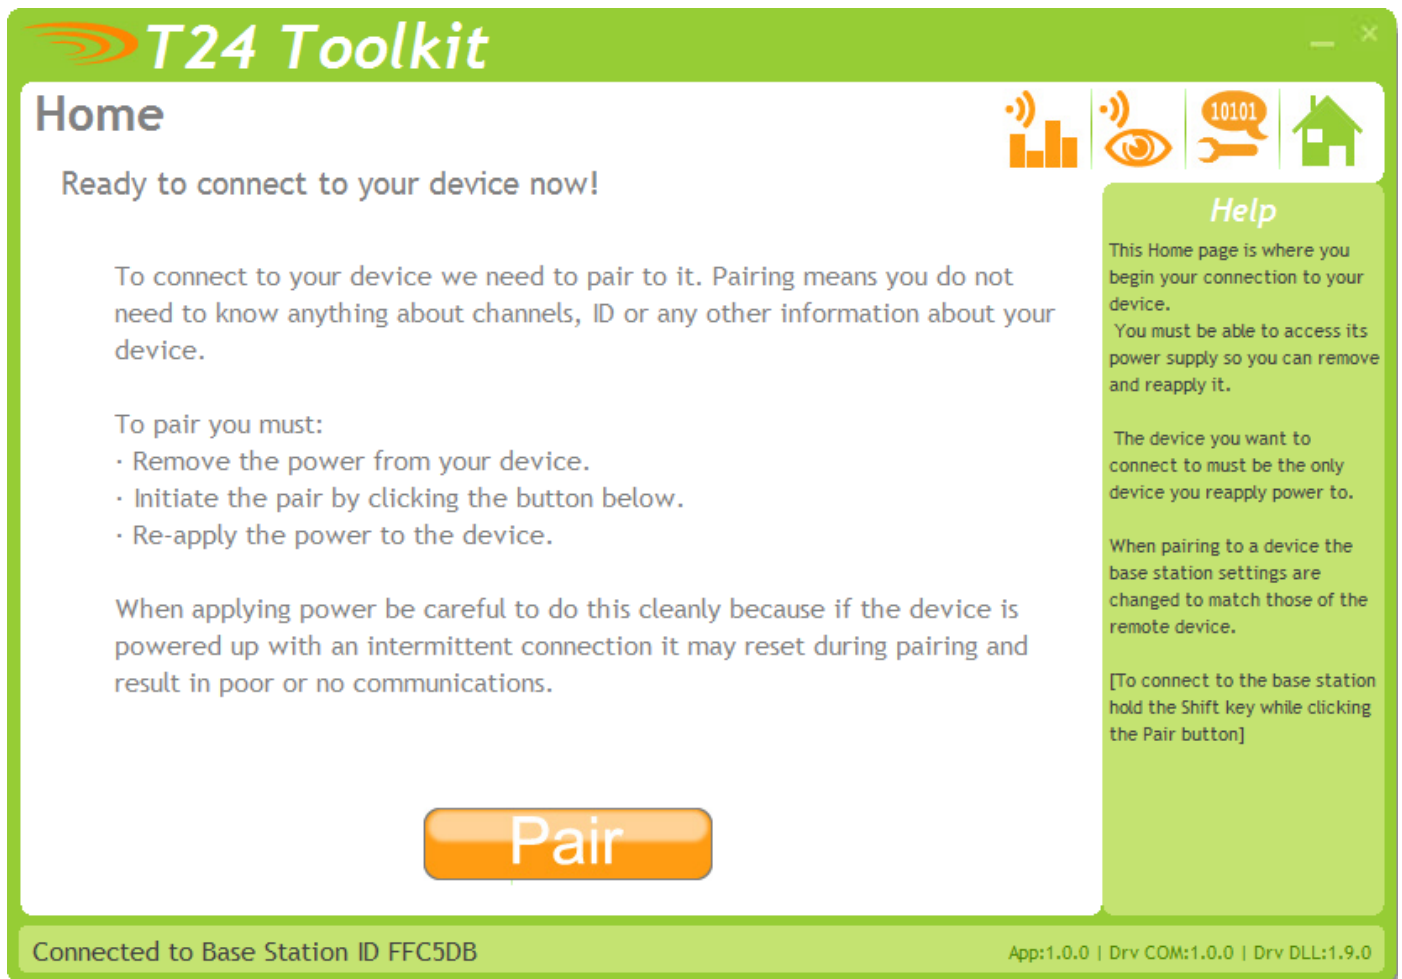 T24 Toolkit
Home
10101
Ready to connect to your device now!
To connect to your device we need to pair to it. Pairing means you do not
need to know anything about channels, ID or any other information about your
device.
To pair you must:
· Remove the power from your device.
· Initiate the pair by clicking the button below.
· Re-apply the power to the device.
When applying power be careful to do this cleanly because if the device is
powered up with an intermittent connection it may reset during pairing and
result in poor or no communications.
Pair
Help
This Home page is where you
begin your connection to your
device.
You must be able to access its
power supply so you can remove
and reapply it.
The device you want to
connect to must be the only
device you reapply power to.
When pairing to a device the
base station settings are
changed to match those of the
remote device.
[To connect to the base station
hold the Shift key while clicking
the Pair button]
Connected to Base Station ID FFC5DB
App:1.0.0 | Drv COM:1.0.0 | Drv DLL:1.9.0